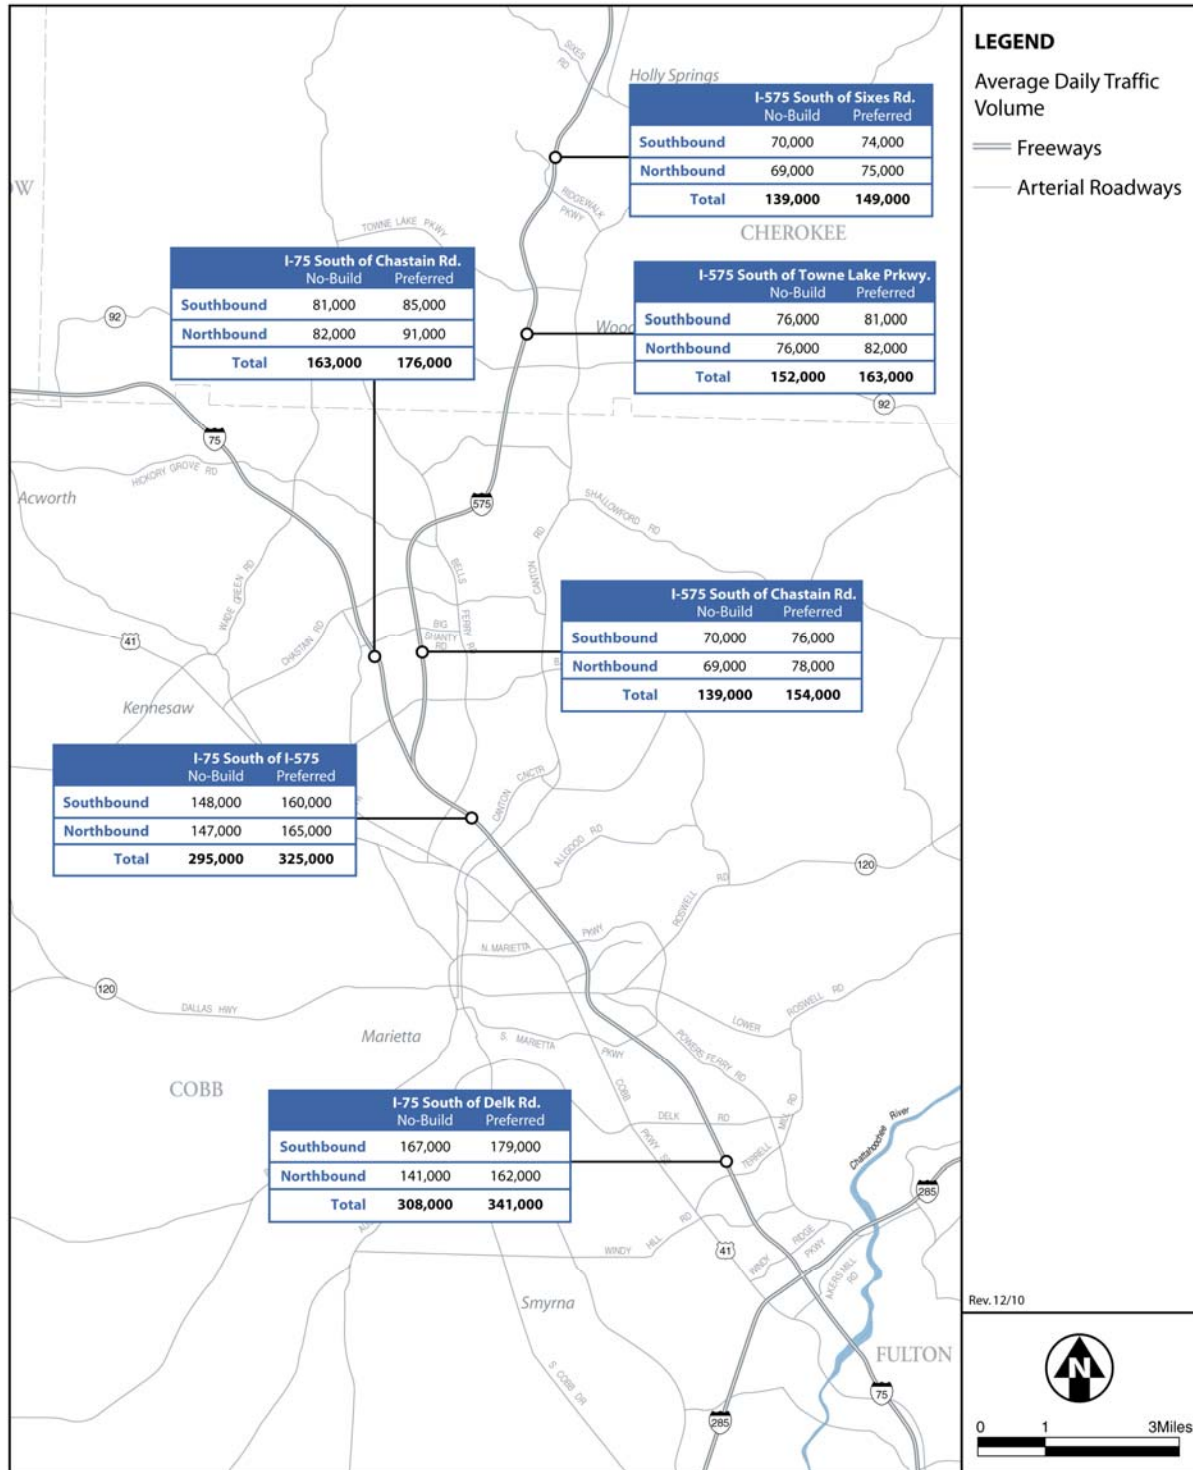 LEGEND
Average Daily Traffic
Volume
Freeways
Arterial Roadways
SIXES
RD
Holly Springs
I-575 South of Sixes Rd.
No-Build Preferred
Southbound 70,000 74,000
Northbound 69,000 75,000
Total 139,000 149,000
OW
RIDGEWALK
PKWY
TOWNE LAKE PKWY
CHEROKEE
I-75 South of Chastain Rd.
No-Build Preferred
Southbound 81,000 85,000
Northbound 82,000 91,000
Total 163,000 176,000
I-575 South of Towne Lake Prkwy.
No-Build Preferred
Southbound 76,000 81,000
Northbound 76,000 82,000
Total 152,000 163,000
92
Wood
92
75
HICKORY GROVE RD
Acworth
575
SHALLOWFORD RD
RD
CANTON
BELLS
FERRY
RD
WADE GREEN RD
I-575 South of Chastain Rd.
No-Build Preferred
Southbound 70,000 76,000
Northbound 69,000 78,000
Total 139,000 154,000
41
CHASTAIN RD
BIG
SHANTY
RD
Kennesaw
I-75 South of I-575
No-Build Preferred
Southbound 148,000 160,000
Northbound 147,000 165,000
Total 295,000 325,000
CANTON
CNCTR
ALLGOOD RD
120
ROSWELL
RD
N. MARIETTA
PKWY
120
DALLAS HWY
LOWER
ROSWELL RD
Marietta
S. MARIETTA
PKWY
POWERS FERRY RD
COBB
COBB
PKWY
DELK RD
MILL RD
TERRELL
Chattahoochee River
I-75 South of Delk Rd.
No-Build Preferred
Southbound 167,000 179,000
Northbound 141,000 162,000
Total 308,000 341,000
285
WINDY HILL RD
41
WINDY
RIDGE
PKWY
AKERS MILL
RD
Smyrna
S COBB DR
FULTON
75
285
Rev. 12/10
N
0 1 3Miles